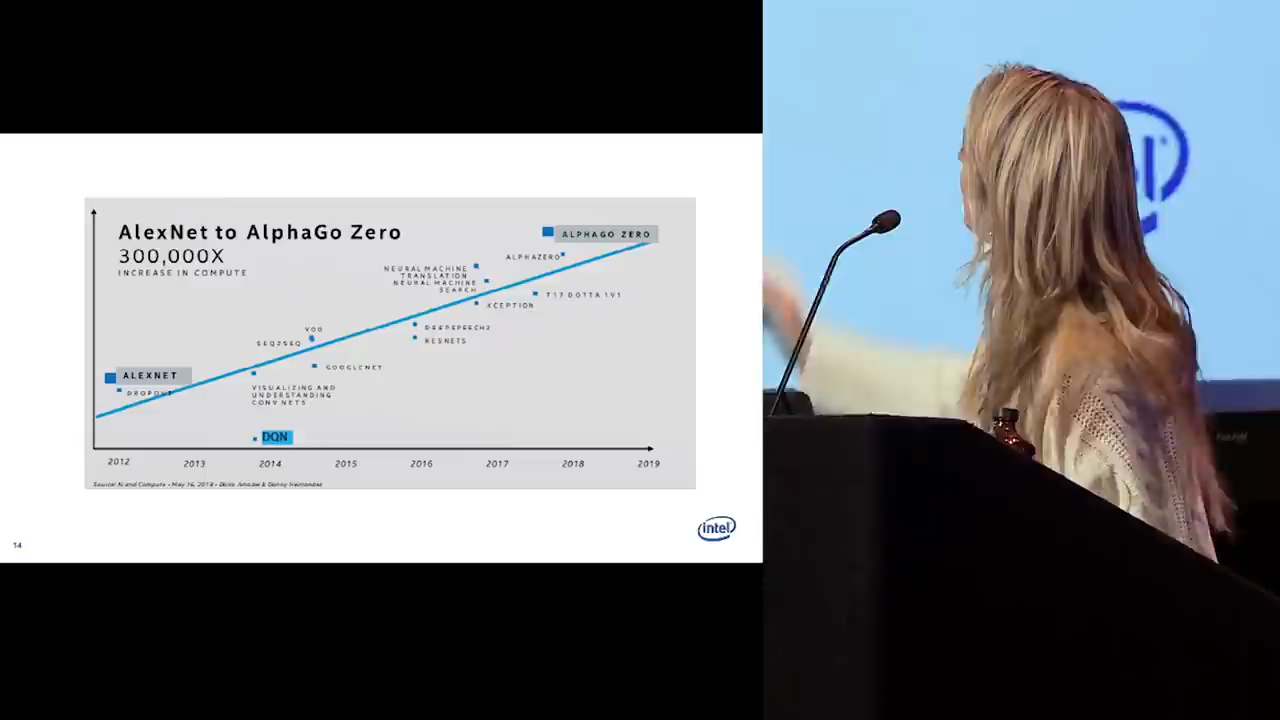 AlexNet to AlphaGo Zero
300,000X
INCREASE IN COMPUTE
ALPHAGO ZERO
ALPHAZERO
NEURAL MACHINE
TRANSLATION
NEURAL MACHINE
SEARCH
T17 DOTTA 1V1
XCEPTION
VGG
SEQ2SEQ
DEEPSPEECH2
RESNETS
GOOGLENET
ALEXNET
DROPOUT
VISUALIZING AND
UNDERSTANDING
CONV NETS
DQN
2012 2013 2014 2015 2016 2017 2018 2019
Source: AI and Compute • May 16, 2018 • Dario Amodei & Danny Hernandez
intel
14